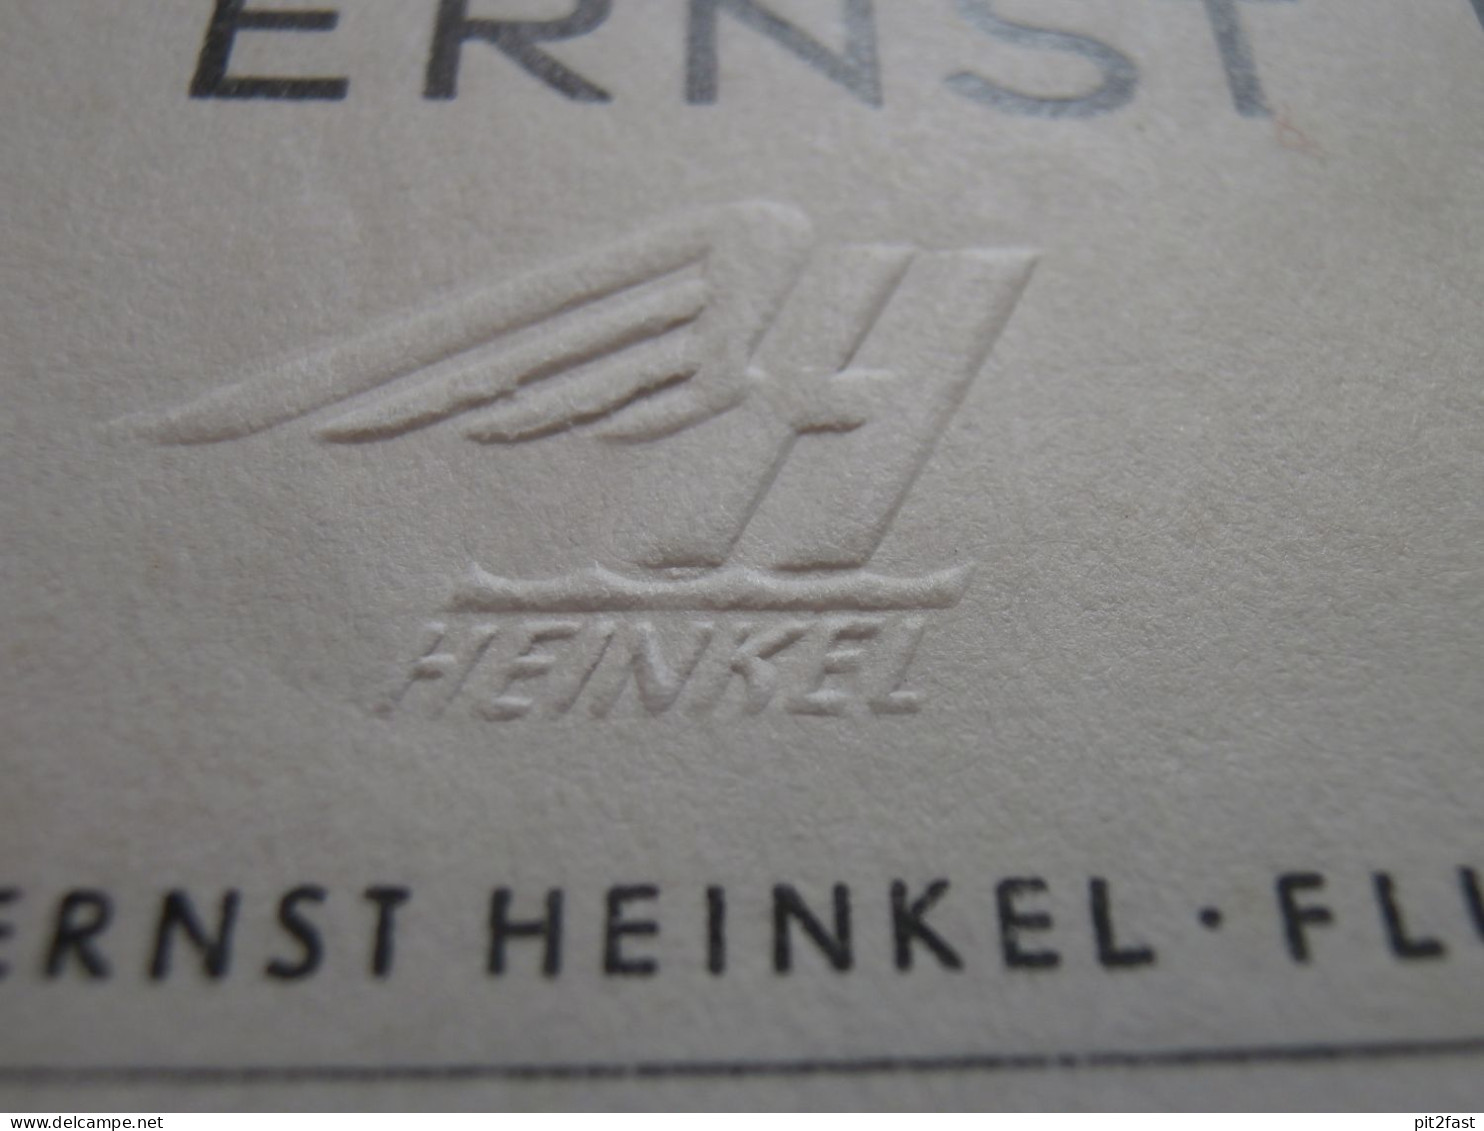 ERNST
H
HEINKEL
ERNST HEINKEL · FLU
www.delcampe.net
pit2fast